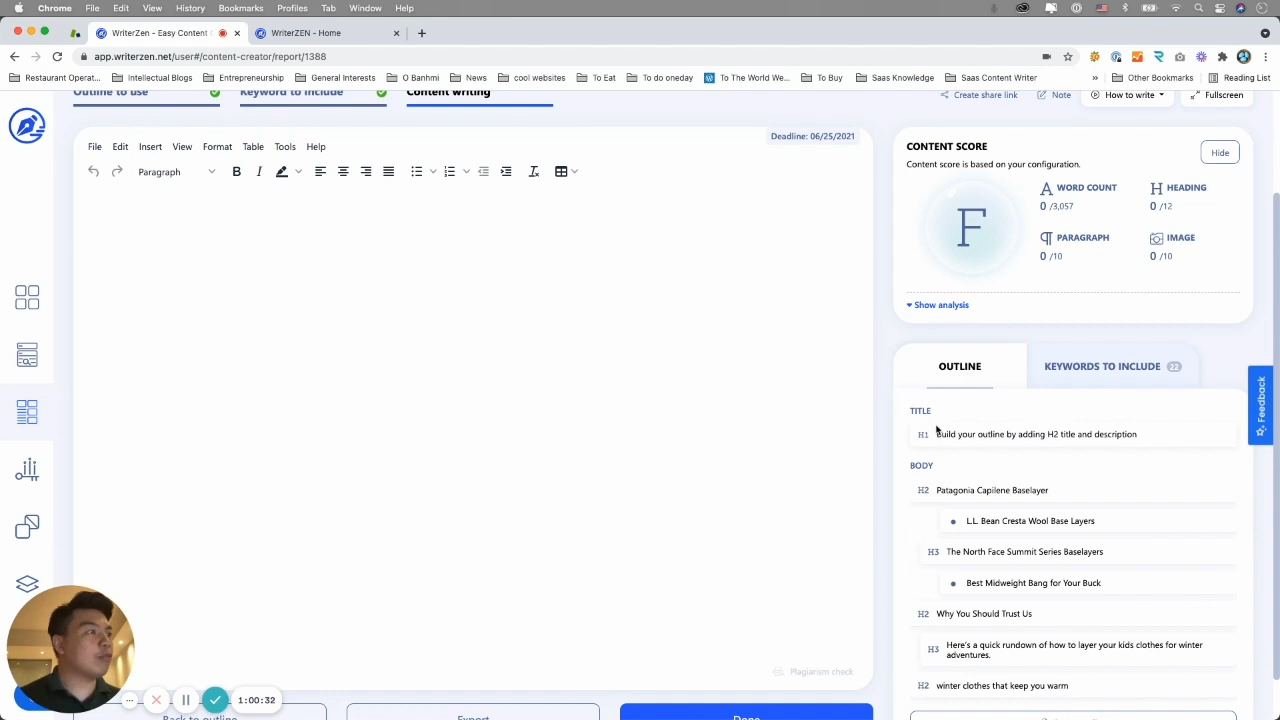 Chrome File Edit View History Bookmarks Profiles Tab Window Help
WriterZen - Easy Content
WriterZEN - Home
app.writerzen.net/user#/content-creator/report/1388
Restaurant Operat... Intellectual Blogs Entrepreneurship General Interests O Banhmi News cool websites To Eat To do oneday To The World We... To Buy Saas Knowledge Saas Content Writer » Other Bookmarks Reading List
Outline to use Keyword to include Content writing
Create share link Note How to write Fullscreen
Deadline: 06/25/2021
File Edit Insert View Format Table Tools Help
Paragraph B I
CONTENT SCORE
Content score is based on your configuration.
Hide
F
WORD COUNT
0 /3,057
HEADING
0 /12
PARAGRAPH
0 /10
IMAGE
0 /10
Show analysis
OUTLINE KEYWORDS TO INCLUDE 22
TITLE
H1 Build your outline by adding H2 title and description
BODY
H2 Patagonia Capilene Baselayer
L.L. Bean Cresta Wool Base Layers
H3 The North Face Summit Series Baselayers
Best Midweight Bang for Your Buck
H2 Why You Should Trust Us
H3 Here's a quick rundown of how to layer your kids clothes for winter
adventures.
H2 winter clothes that keep you warm
Feedback
Plagiarism check
1:00:32
Back to outline Export Done